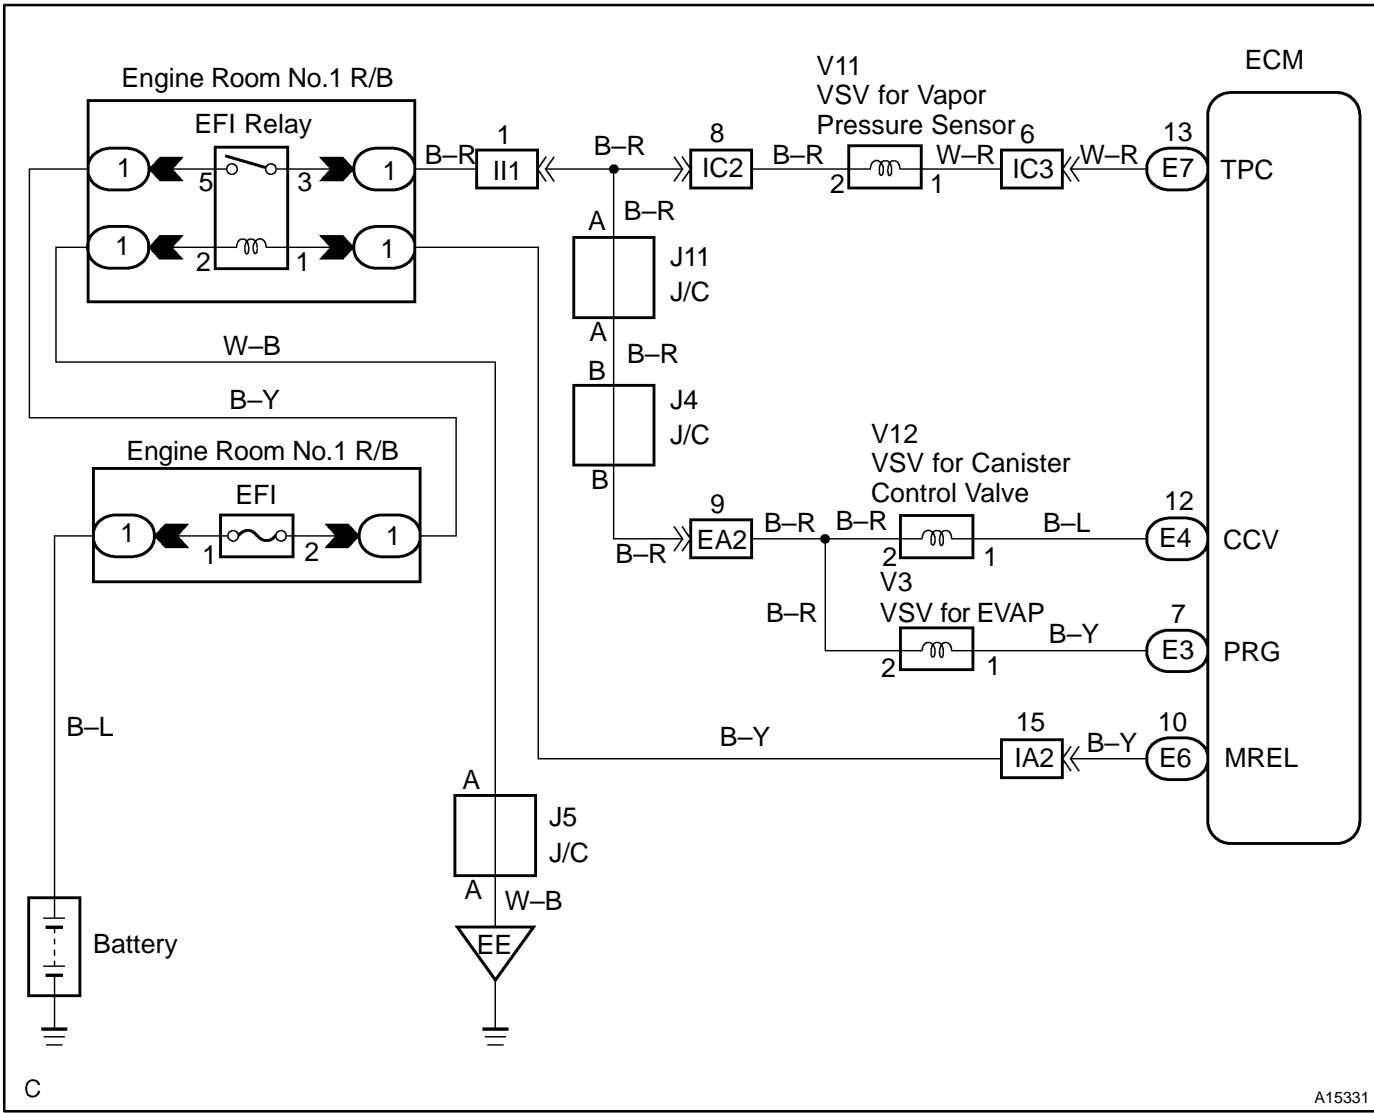 ECM
V11
VSV for Vapor
Pressure Sensor
Engine Room No.1 R/B
EFI Relay
1
5
3
1
B–R
1
II1
B–R
8
IC2
B–R
2
1
W–R
6
IC3
W–R
13
E7
TPC
1
2
1
1
A
B–R
J11
J/C
A
B–R
W–B
B
J4
J/C
B
B–Y
Engine Room No.1 R/B
EFI
1
1
2
1
B–R
9
EA2
B–R
B–R
V12
VSV for Canister
Control Valve
2
1
B–L
12
E4
CCV
V3
VSV for EVAP
B–R
2
1
B–Y
7
E3
PRG
B–L
B–Y
15
IA2
B–Y
10
E6
MREL
A
J5
J/C
A
W–B
EE
Battery
C
A15331